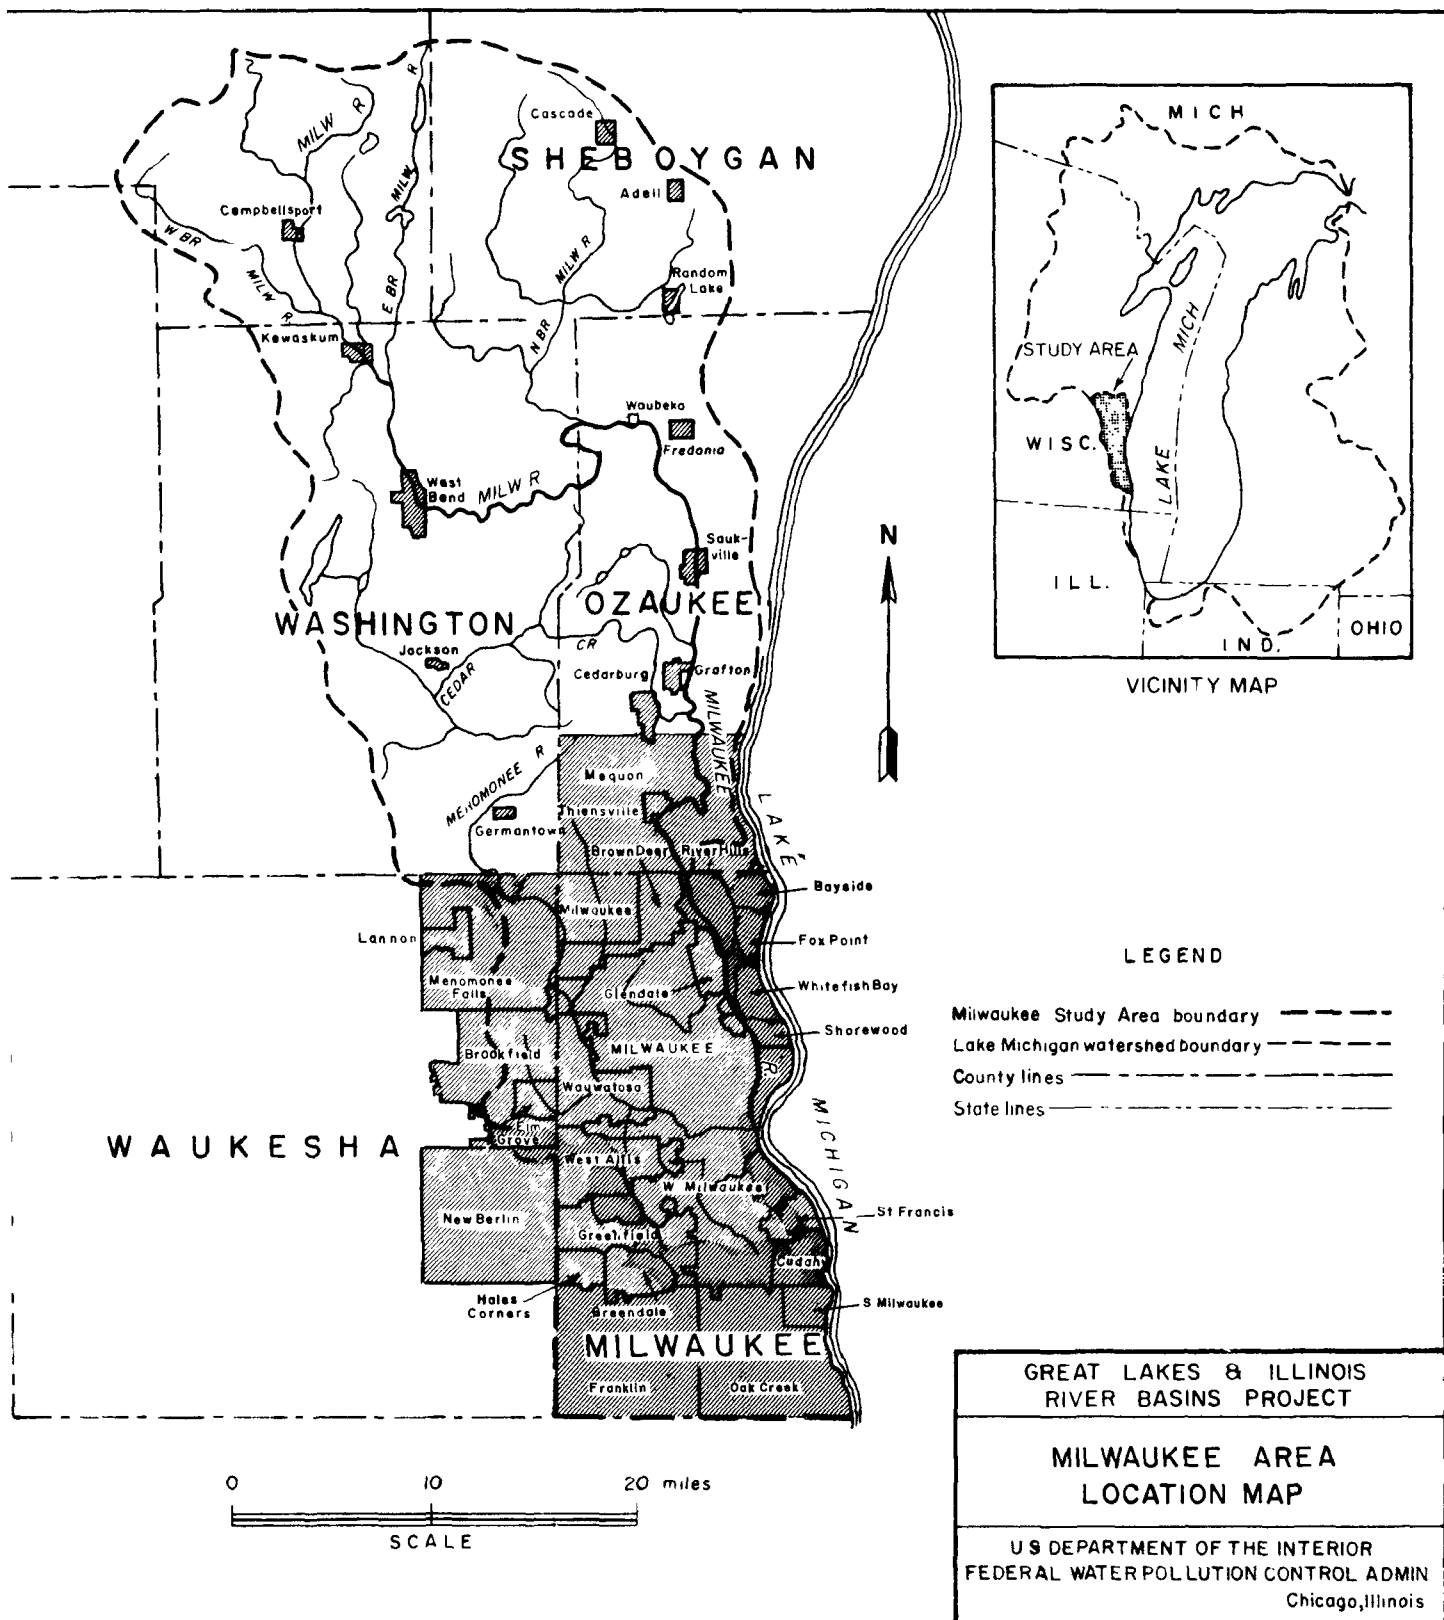 MILW R
R
MILW
Cascade
SHEBOYGAN
Adell
Campbellsport
W BR
MILW R
E BR
MILW R
N BR
Random
Lake
Kewaskum
Waubeka
Fredonia
West
Bend
MILW R
Sauk-
ville
OZAUKEE
WASHINGTON
Jackson
CEDAR
CR
Cedarburg
Grafton
MILWAUKEE
MENOMONEE R
Mequon
Thiensville
Germantown
Brown Deer
River Hills
LAKE
Bayside
Milwaukee
Lannon
Fox Point
Menomonee
Falls
Glendale
Whitefish Bay
Shorewood
Brookfield
MILWAUKEE
R.
Wauwatosa
MICHIGAN
WAUKESHA
Elm
Grove
West Allis
W Milwaukee
St Francis
New Berlin
Greenfield
Cudahy
Hales
Corners
Greendale
S Milwaukee
MILWAUKEE
Franklin
Oak Creek
0 10 20 miles
SCALE
N
MICH
MICH
STUDY AREA
WISC.
LAKE
ILL.
IND.
OHIO
VICINITY MAP
LEGEND
Milwaukee Study Area boundary
Lake Michigan watershed boundary
County lines
State lines
GREAT LAKES & ILLINOIS
RIVER BASINS PROJECT
MILWAUKEE AREA
LOCATION MAP
US DEPARTMENT OF THE INTERIOR
FEDERAL WATER POLLUTION CONTROL ADMIN
Chicago, Illinois